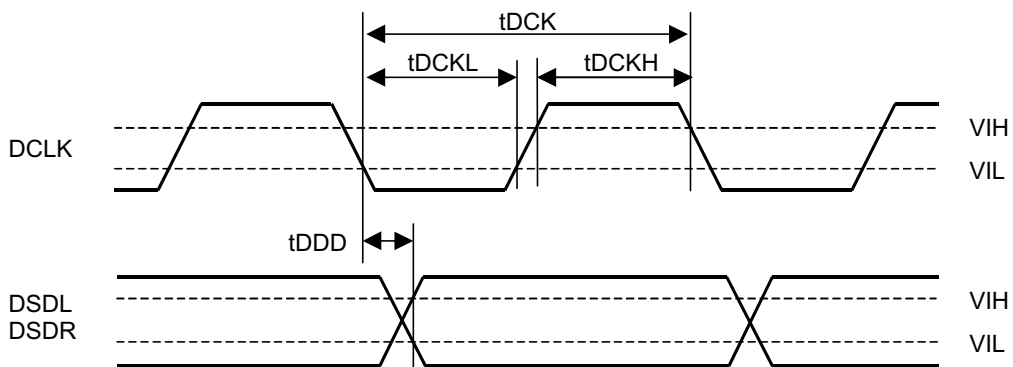 tDCK
tDCKL tDCKH
DCLK
VIH
VIL
tDDD
DSDL
DSDR
VIH
VIL